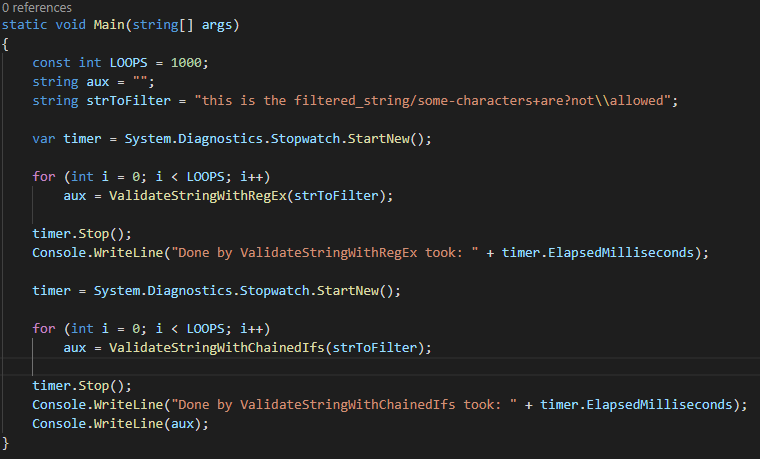 0 references
static void Main(string[] args)
{
const int LOOPS = 1000;
string aux = "";
string strToFilter = "this is the filtered_string/some-characters+are?not\\allowed";
var timer = System.Diagnostics.Stopwatch.StartNew();
for (int i = 0; i < LOOPS; i++)
aux = ValidateStringWithRegEx(strToFilter);
timer.Stop();
Console.WriteLine("Done by ValidateStringWithRegEx took: " + timer.ElapsedMilliseconds);
timer = System.Diagnostics.Stopwatch.StartNew();
for (int i = 0; i < LOOPS; i++)
aux = ValidateStringWithChainedIfs(strToFilter);
timer.Stop();
Console.WriteLine("Done by ValidateStringWithChainedIfs took: " + timer.ElapsedMilliseconds);
Console.WriteLine(aux);
}